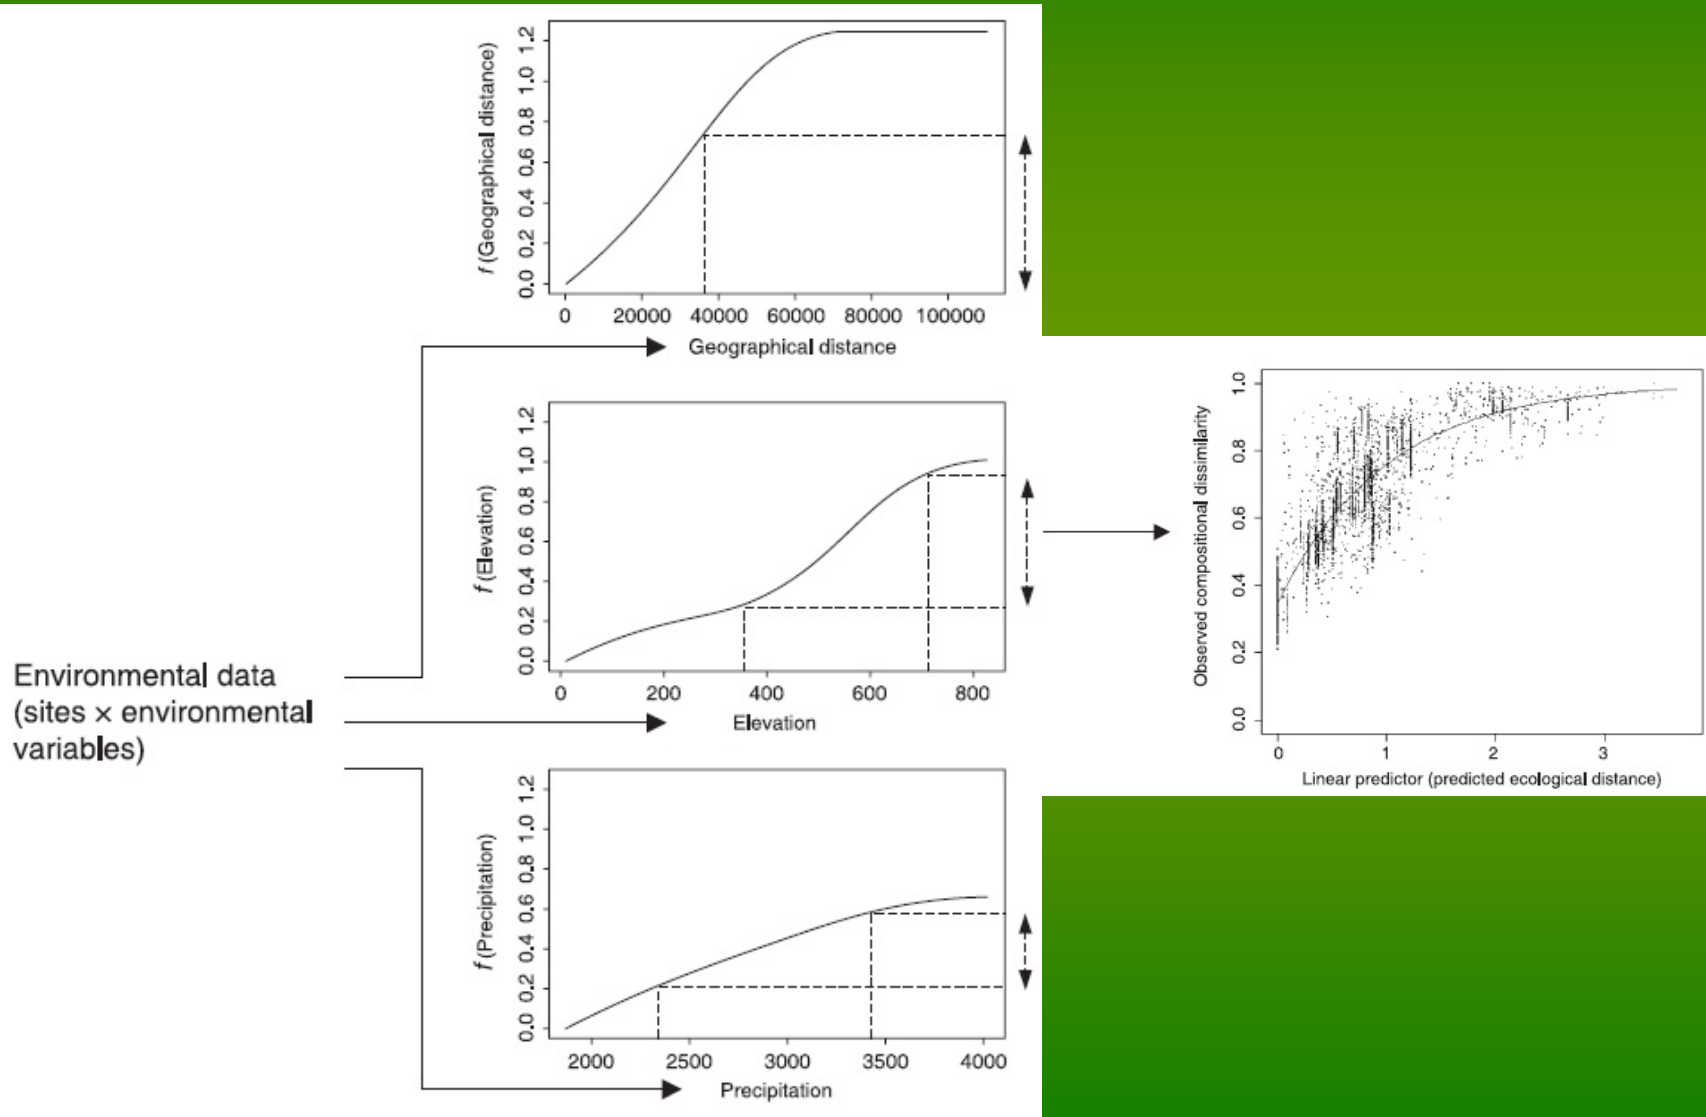 Environmental data
(sites × environmental
variables)
f (Geographical distance)
0.0 0.2 0.4 0.6 0.8 1.0 1.2
0 20000 40000 60000 80000 100000
Geographical distance
f (Elevation)
0.0 0.2 0.4 0.6 0.8 1.0 1.2
0 200 400 600 800
Elevation
f (Precipitation)
0.0 0.2 0.4 0.6 0.8 1.0 1.2
2000 2500 3000 3500 4000
Precipitation
Observed compositional dissimilarity
0.0 0.2 0.4 0.6 0.8 1.0
0 1 2 3
Linear predictor (predicted ecological distance)